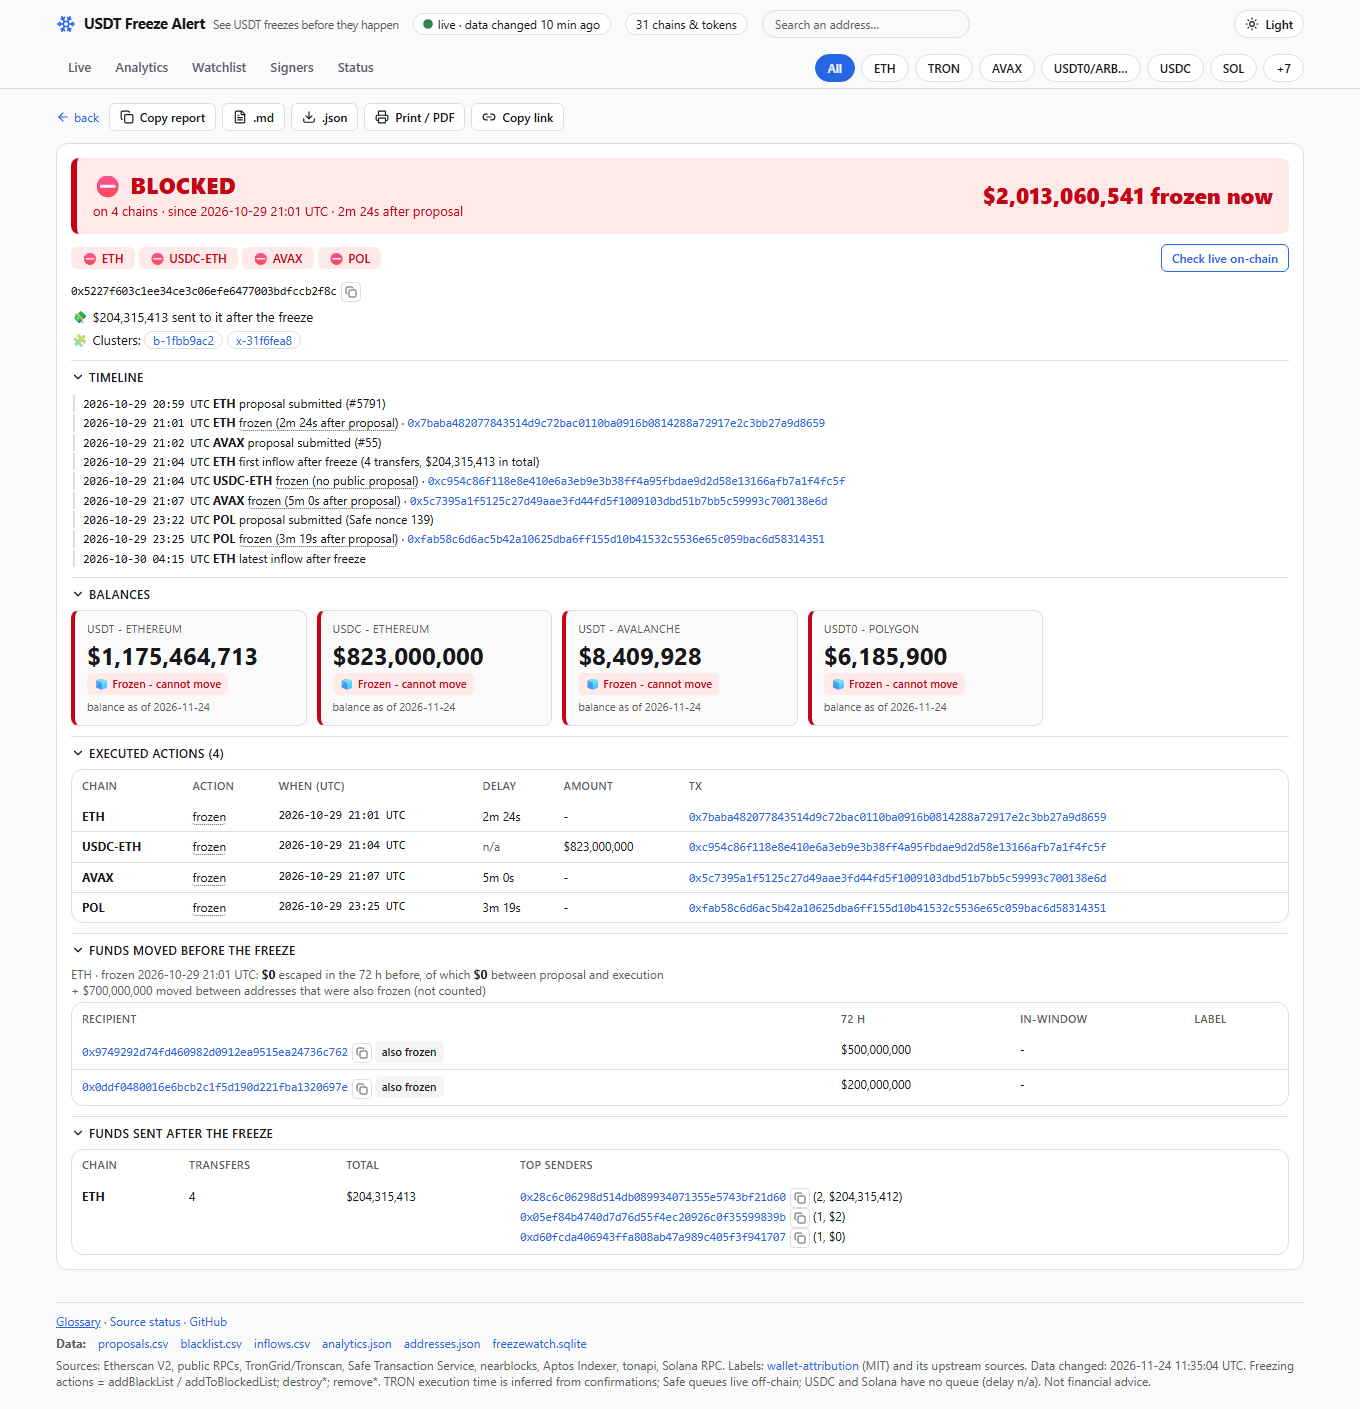 USDT Freeze Alert See USDT freezes before they happen live · data changed 10 min ago 31 chains & tokens Search an address... Light
Live Analytics Watchlist Signers Status All ETH TRON AVAX USDT0/ARB... USDC SOL +7
← back Copy report .md .json Print / PDF Copy link
BLOCKED
on 4 chains · since 2026-10-29 21:01 UTC · 2m 24s after proposal
$2,013,060,541 frozen now
ETH USDC-ETH AVAX POL Check live on-chain
0x5227f603c1ee34ce3c06efe6477003bdfccb2f8c
$204,315,413 sent to it after the freeze
Clusters: b-1fbb9ac2 x-31f6fea8
TIMELINE
2026-10-29 20:59 UTC ETH proposal submitted (#5791)
2026-10-29 21:01 UTC ETH frozen (2m 24s after proposal) · 0x7baba482077843514d9c72bac0110ba0916b0814288a72917e2c3bb27a9d8659
2026-10-29 21:02 UTC AVAX proposal submitted (#55)
2026-10-29 21:04 UTC ETH first inflow after freeze (4 transfers, $204,315,413 in total)
2026-10-29 21:04 UTC USDC-ETH frozen (no public proposal) · 0xc954c86f118e8e410e6a3eb9e3b38ff4a95fbdae9d2d58e13166afb7a1f4fc5f
2026-10-29 21:07 UTC AVAX frozen (5m 0s after proposal) · 0x5c7395a1f5125c27d49aae3fd44fd5f1009103dbd51b7bb5c59993c700138e6d
2026-10-29 23:22 UTC POL proposal submitted (Safe nonce 139)
2026-10-29 23:25 UTC POL frozen (3m 19s after proposal) · 0xfab58c6d6ac5b42a10625dba6ff155d10b41532c5536e65c059bac6d58314351
2026-10-30 04:15 UTC ETH latest inflow after freeze
BALANCES
USDT - ETHEREUM
$1,175,464,713
Frozen - cannot move
balance as of 2026-11-24
USDC - ETHEREUM
$823,000,000
Frozen - cannot move
balance as of 2026-11-24
USDT - AVALANCHE
$8,409,928
Frozen - cannot move
balance as of 2026-11-24
USDT0 - POLYGON
$6,185,900
Frozen - cannot move
balance as of 2026-11-24
EXECUTED ACTIONS (4)
CHAIN ACTION WHEN (UTC) DELAY AMOUNT TX
ETH frozen 2026-10-29 21:01 UTC 2m 24s - 0x7baba482077843514d9c72bac0110ba0916b0814288a72917e2c3bb27a9d8659
USDC-ETH frozen 2026-10-29 21:04 UTC n/a $823,000,000 0xc954c86f118e8e410e6a3eb9e3b38ff4a95fbdae9d2d58e13166afb7a1f4fc5f
AVAX frozen 2026-10-29 21:07 UTC 5m 0s - 0x5c7395a1f5125c27d49aae3fd44fd5f1009103dbd51b7bb5c59993c700138e6d
POL frozen 2026-10-29 23:25 UTC 3m 19s - 0xfab58c6d6ac5b42a10625dba6ff155d10b41532c5536e65c059bac6d58314351
FUNDS MOVED BEFORE THE FREEZE
ETH · frozen 2026-10-29 21:01 UTC: $0 escaped in the 72 h before, of which $0 between proposal and execution
+ $700,000,000 moved between addresses that were also frozen (not counted)
RECIPIENT 72 H IN-WINDOW LABEL
0x9749292d74fd460982d0912ea9515ea24736c762 also frozen $500,000,000 -
0x0ddf0480016e6bcb2c1f5d190d221fba1320697e also frozen $200,000,000 -
FUNDS SENT AFTER THE FREEZE
CHAIN TRANSFERS TOTAL TOP SENDERS
ETH 4 $204,315,413 0x28c6c06298d514db089934071355e5743bf21d60 (2, $204,315,412)
0x05ef84b4740d7d76d55f4ec20926c0f35599839b (1, $2)
0xd60fcda406943ffa808ab47a989c405f3f941707 (1, $0)
Glossary · Source status · GitHub
Data: proposals.csv blacklist.csv inflows.csv analytics.json addresses.json freezewatch.sqlite
Sources: Etherscan V2, public RPCs, TronGrid/Tronscan, Safe Transaction Service, nearblocks, Aptos Indexer, tonapi, Solana RPC. Labels: wallet-attribution (MIT) and its upstream sources. Data changed: 2026-11-24 11:35:04 UTC. Freezing
actions = addBlackList / addToBlockedList; destroy*; remove*. TRON execution time is inferred from confirmations; Safe queues live off-chain; USDC and Solana have no queue (delay n/a). Not financial advice.